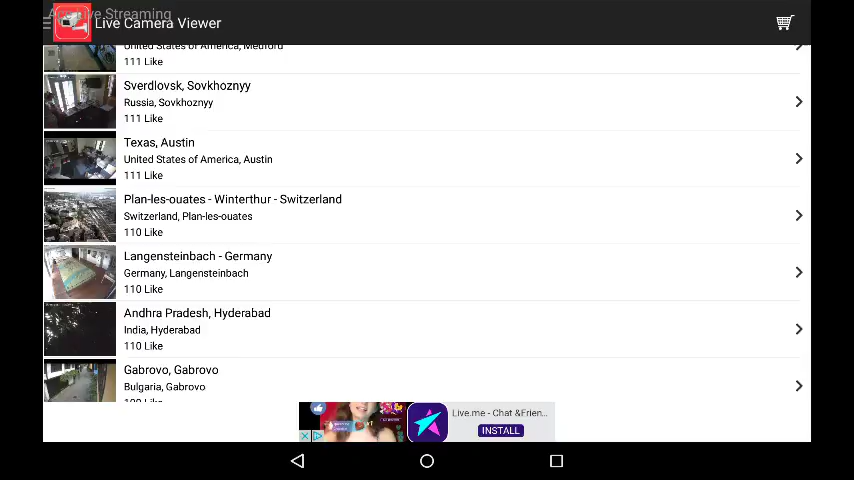 App Live Streaming
Live Camera Viewer
United States of America, Medford
111 Like
Sverdlovsk, Sovkhoznyy
Russia, Sovkhoznyy
111 Like
Texas, Austin
United States of America, Austin
111 Like
Plan-les-ouates - Winterthur - Switzerland
Switzerland, Plan-les-ouates
110 Like
Langensteinbach - Germany
Germany, Langensteinbach
110 Like
Andhra Pradesh, Hyderabad
India, Hyderabad
110 Like
Gabrovo, Gabrovo
Bulgaria, Gabrovo
Live.me - Chat &Frien...
INSTALL